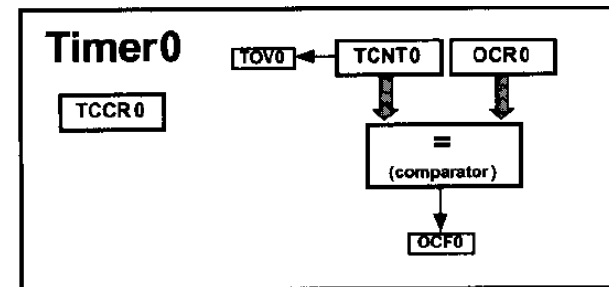 Timer0
TOV0
TCNT0
OCR0
TCCR0
=
(comparator)
OCF0